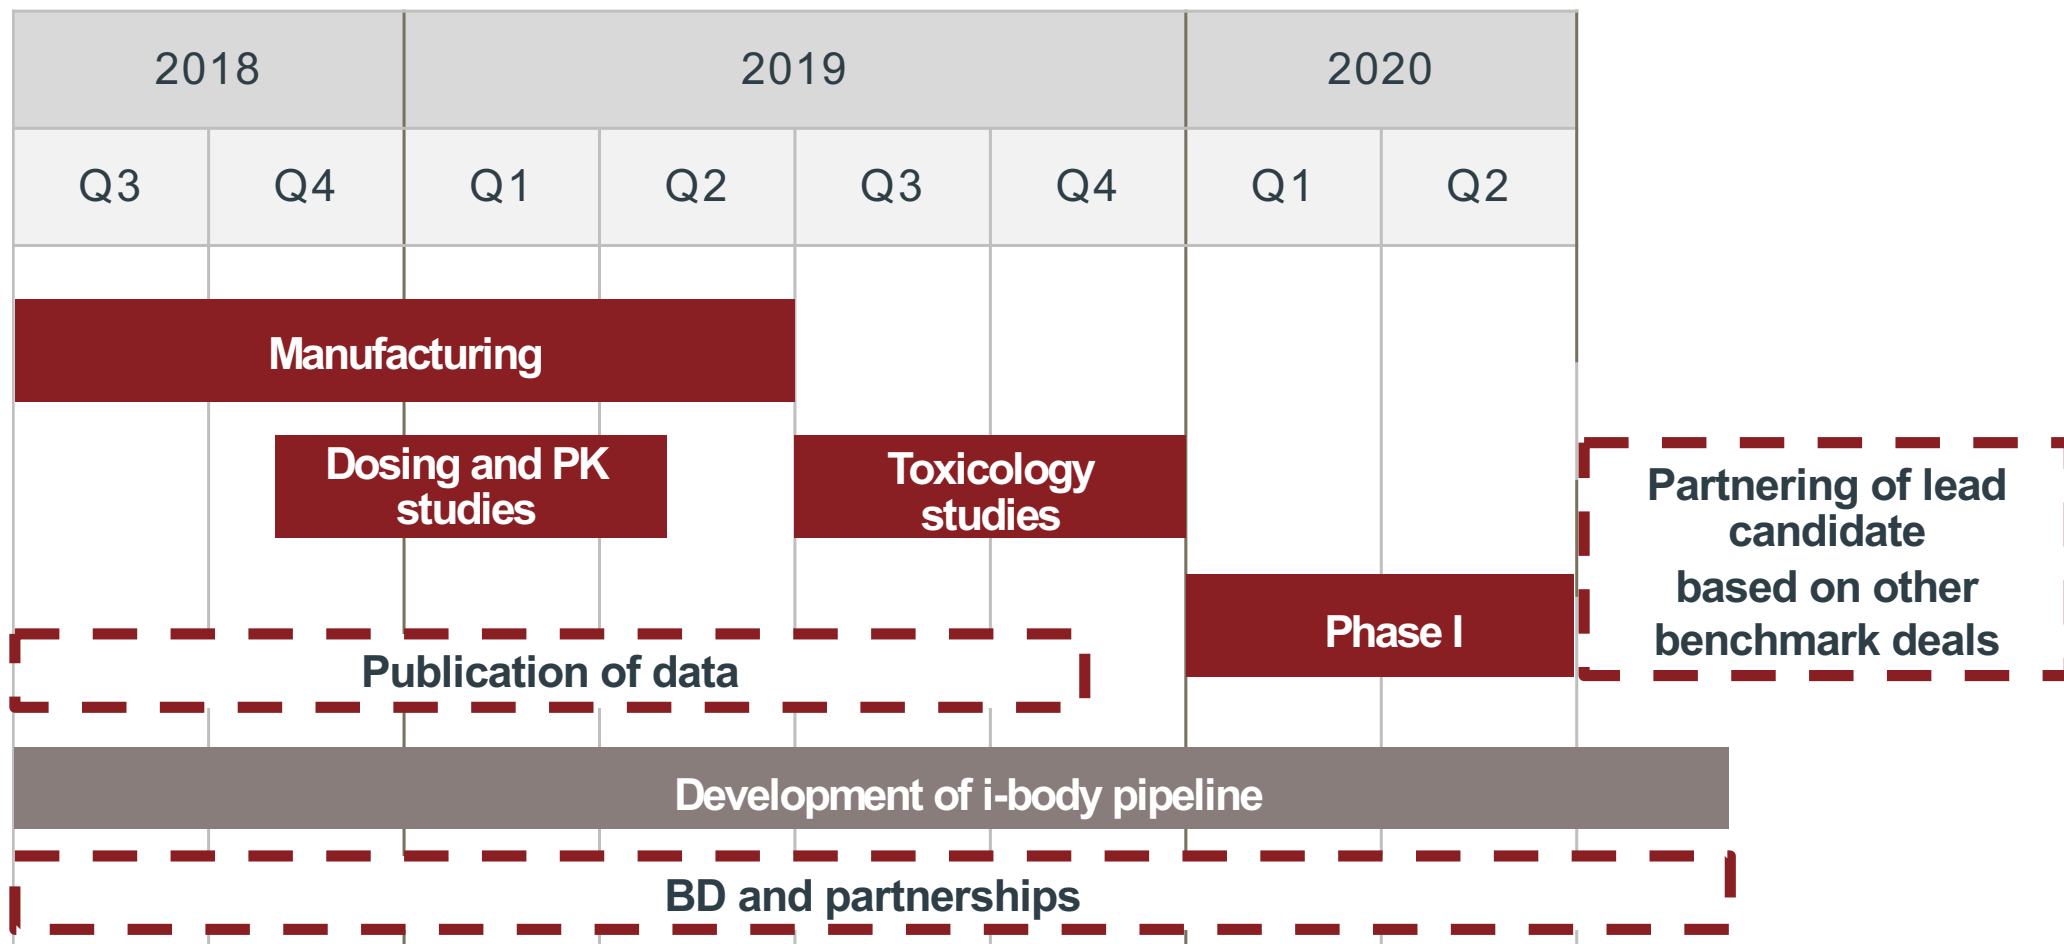 2018 2019 2020
Q3 Q4 Q1 Q2 Q3 Q4 Q1 Q2
Manufacturing
Dosing and PK
studies
Toxicology
studies
Partnering of lead
candidate
based on other
benchmark deals
Phase I
Publication of data
Development of i-body pipeline
BD and partnerships